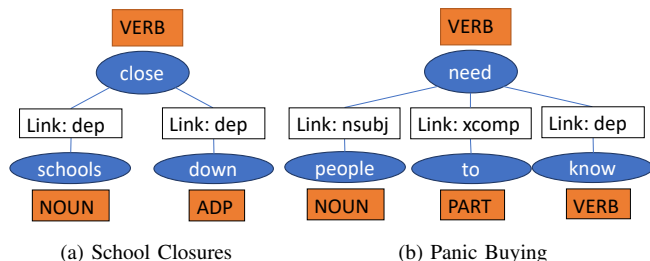 VERB VERB
close need
Link: dep Link: dep Link: nsubj Link: xcomp Link: dep
schools down people to know
NOUN ADP NOUN PART VERB
(a) School Closures (b) Panic Buying